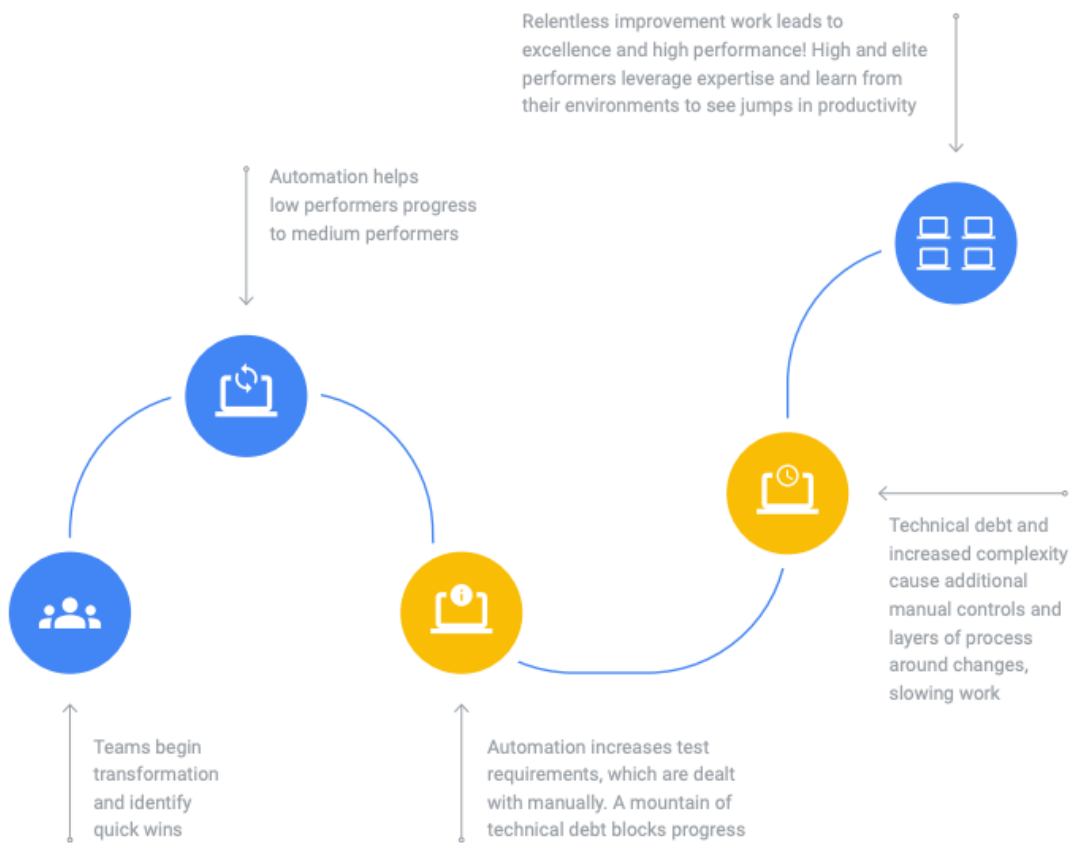 Relentless improvement work leads to
excellence and high performance! High and elite
performers leverage expertise and learn from
their environments to see jumps in productivity
Automation helps
low performers progress
to medium performers
Technical debt and
increased complexity
cause additional
manual controls and
layers of process
around changes,
slowing work
Teams begin
transformation
and identify
quick wins
Automation increases test
requirements, which are dealt
with manually. A mountain of
technical debt blocks progress